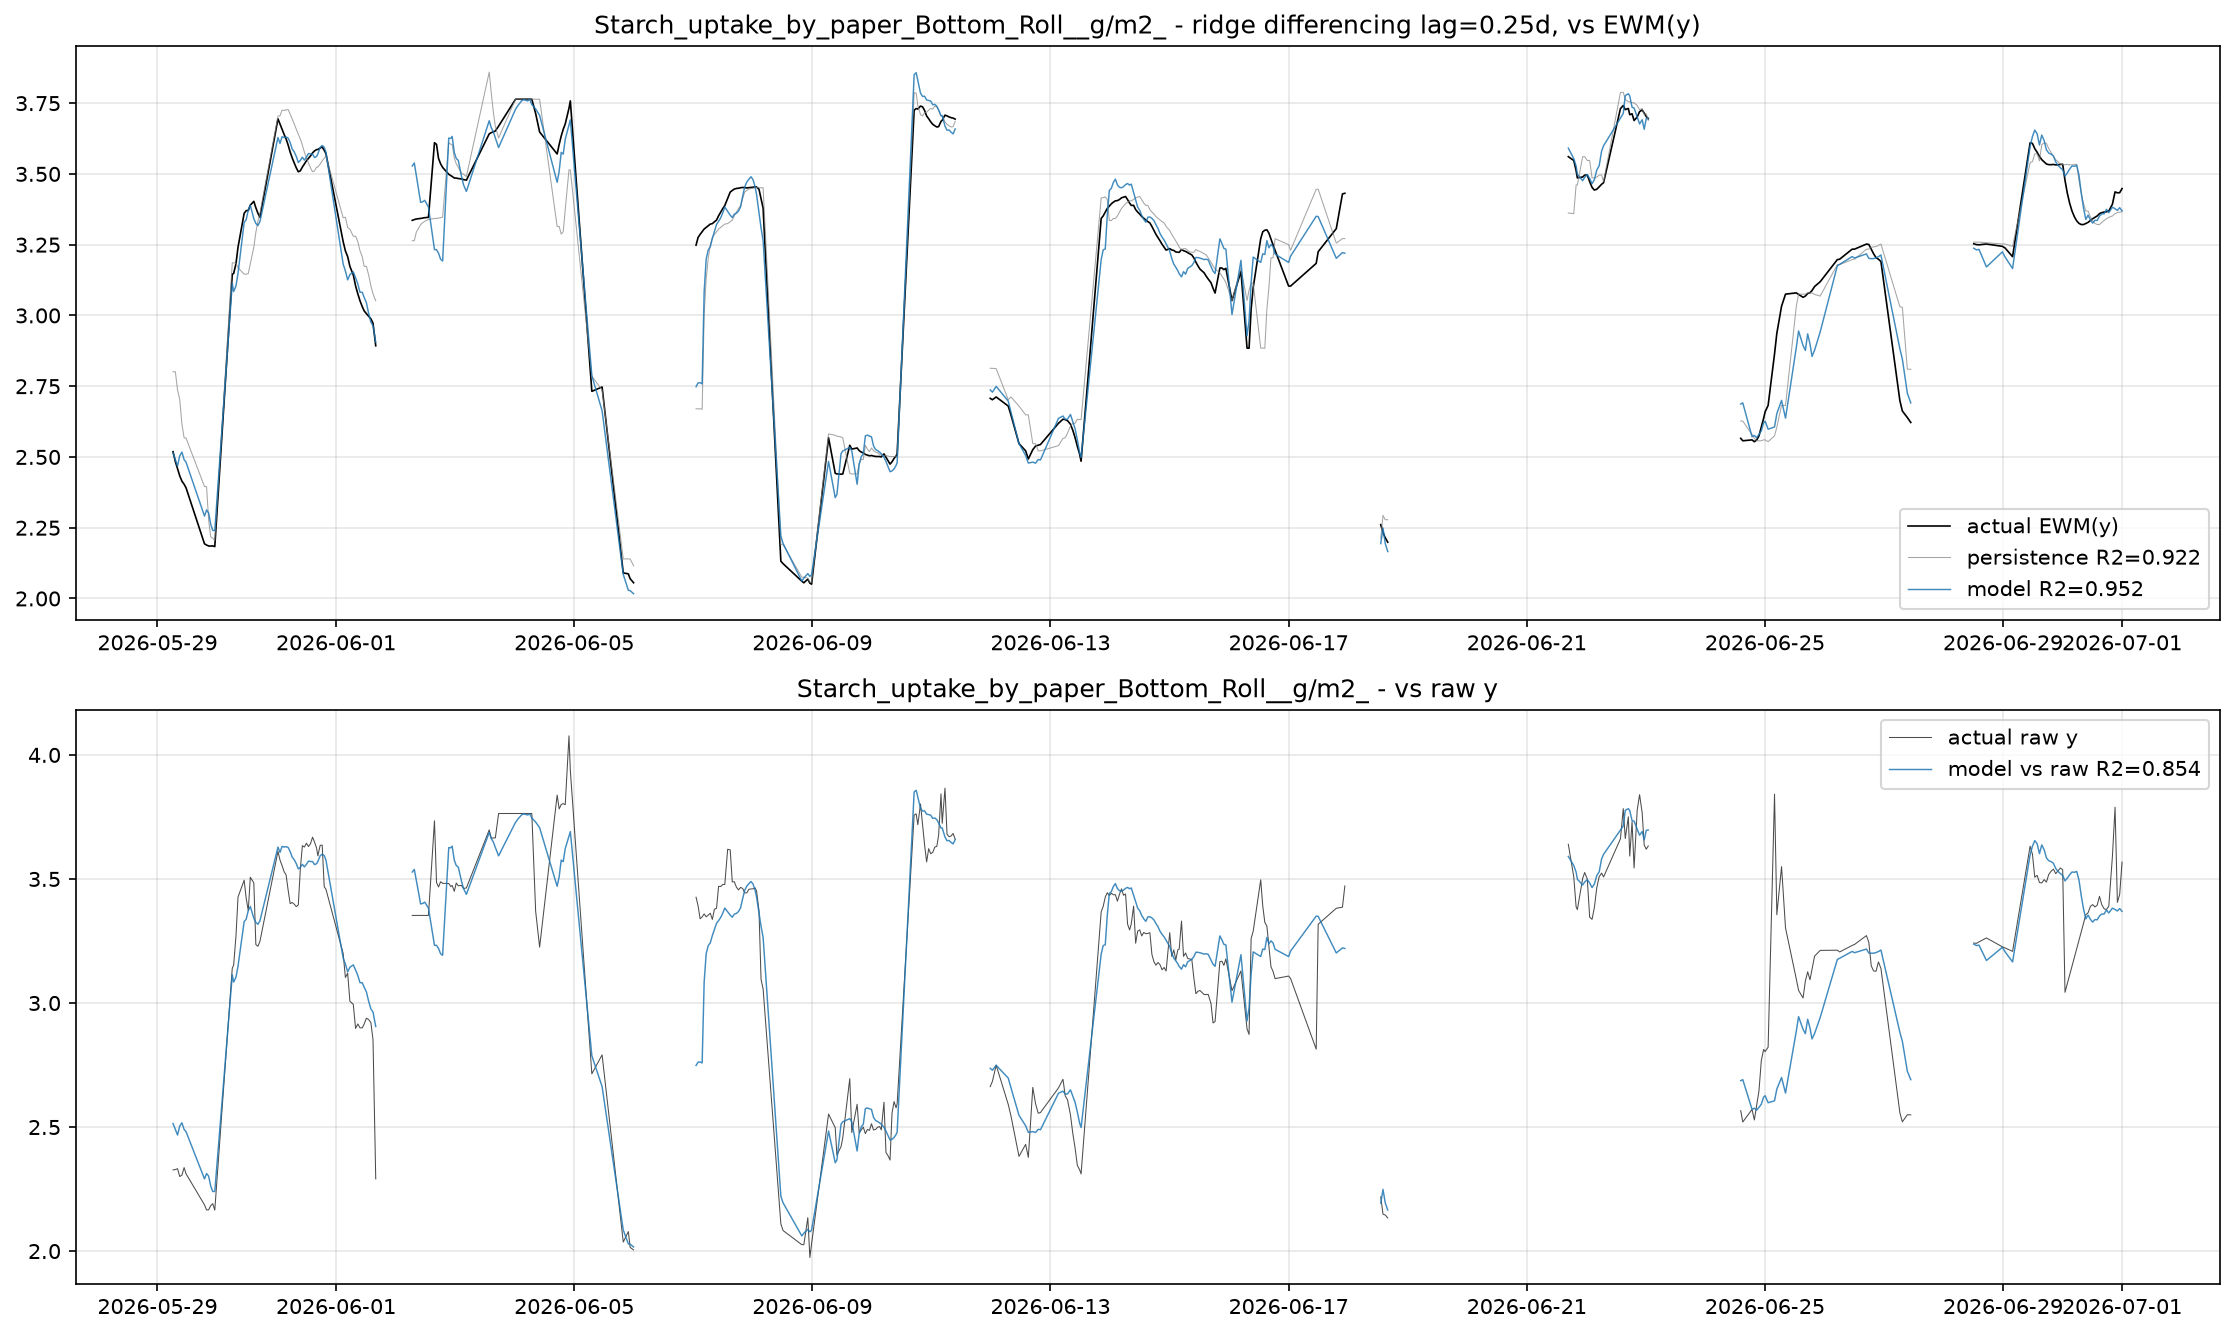 Starch_uptake_by_paper_Bottom_Roll__g/m2_ - ridge differencing lag=0.25d, vs EWM(y)
3.75
3.50
3.25
3.00
2.75
2.50
2.25
2.00
actual EWM(y)
persistence R2=0.922
model R2=0.952
2026-05-29 2026-06-01 2026-06-05 2026-06-09 2026-06-13 2026-06-17 2026-06-21 2026-06-25 2026-06-29 2026-07-01
Starch_uptake_by_paper_Bottom_Roll__g/m2_ - vs raw y
actual raw y
model vs raw R2=0.854
4.0
3.5
3.0
2.5
2.0
2026-05-29 2026-06-01 2026-06-05 2026-06-09 2026-06-13 2026-06-17 2026-06-21 2026-06-25 2026-06-29 2026-07-01